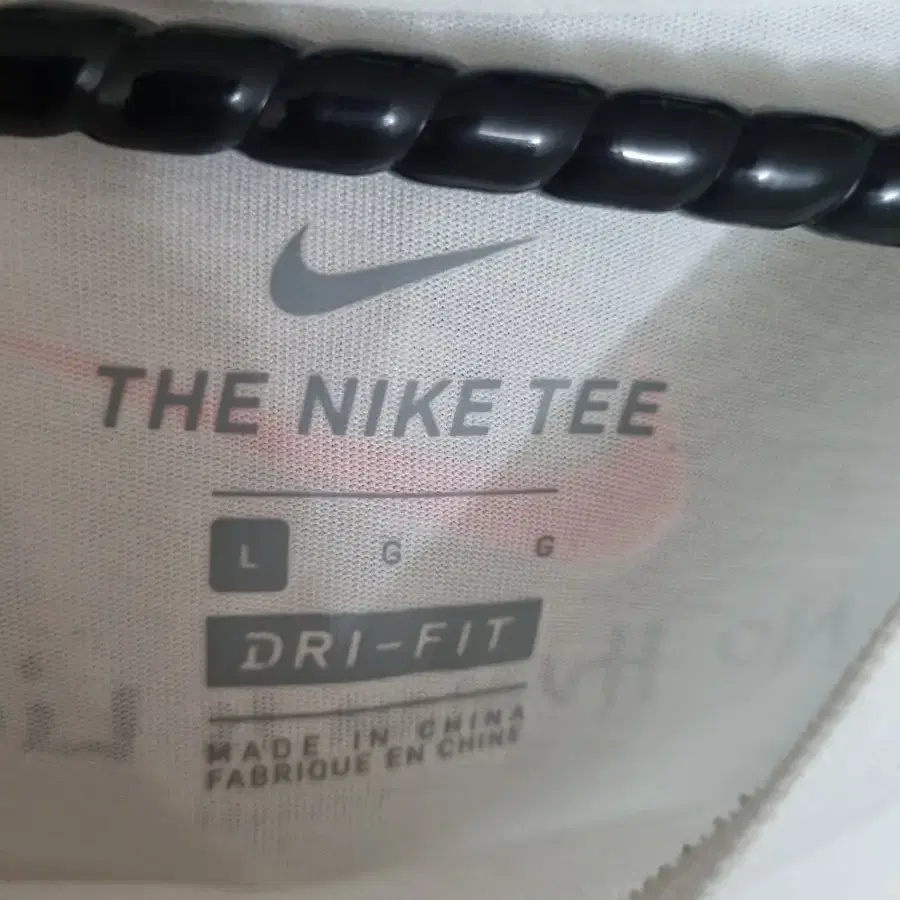 THE NIKE TEE
L G G
DRI-FIT
MADE IN CHINA
FABRIQUE EN CHINE